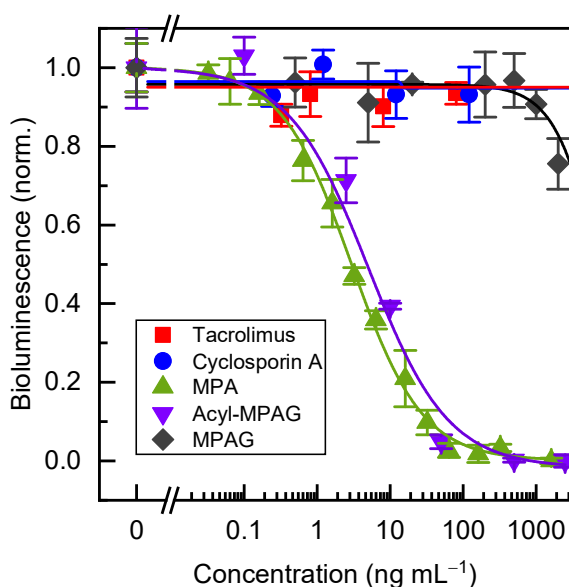 Bioluminescence (norm.)
1.0
0.8
0.6
0.4
0.2
0.0
Tacrolimus
Cyclosporin A
MPA
Acyl-MPAG
MPAG
0 0.1 1 10 100 1000
Concentration (ng mL⁻¹)